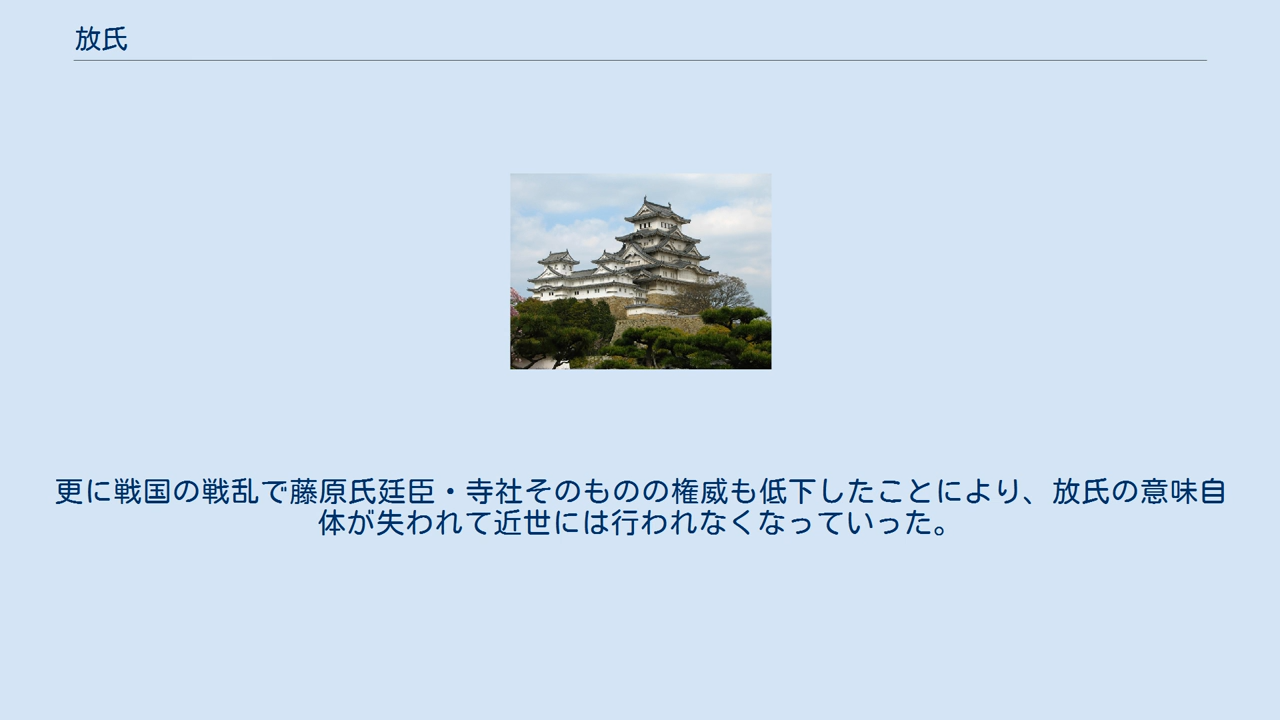 放氏
更に戦国の戦乱で藤原氏廷臣・寺社そのものの権威も低下したことにより、放氏の意味自
体が失われて近世には行われなくなっていった。